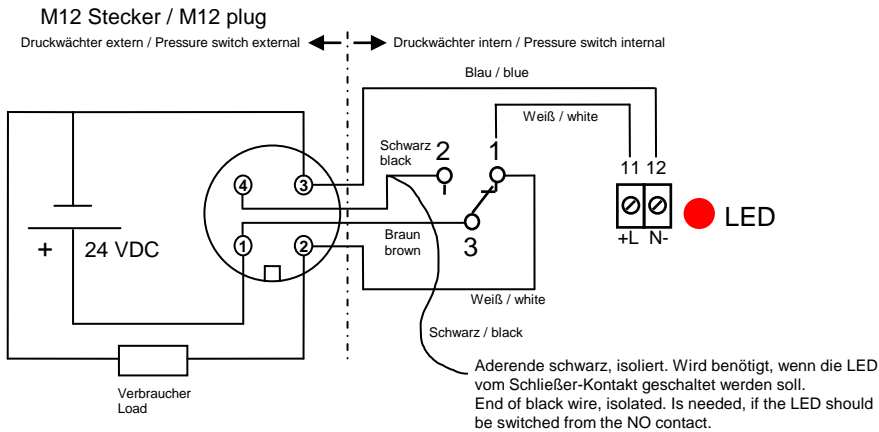 M12 Stecker / M12 plug
Druckwächter extern / Pressure switch external
Druckwächter intern / Pressure switch internal
Blau / blue
Weiß / white
Schwarz
black
2
1
11 12
4
3
+L N-
LED
Braun
brown
3
1
2
+ 24 VDC
Weiß / white
Schwarz / black
Verbraucher
Load
Aderende schwarz, isoliert. Wird benötigt, wenn die LED
vom Schließer-Kontakt geschaltet werden soll.
End of black wire, isolated. Is needed, if the LED should
be switched from the NO contact.